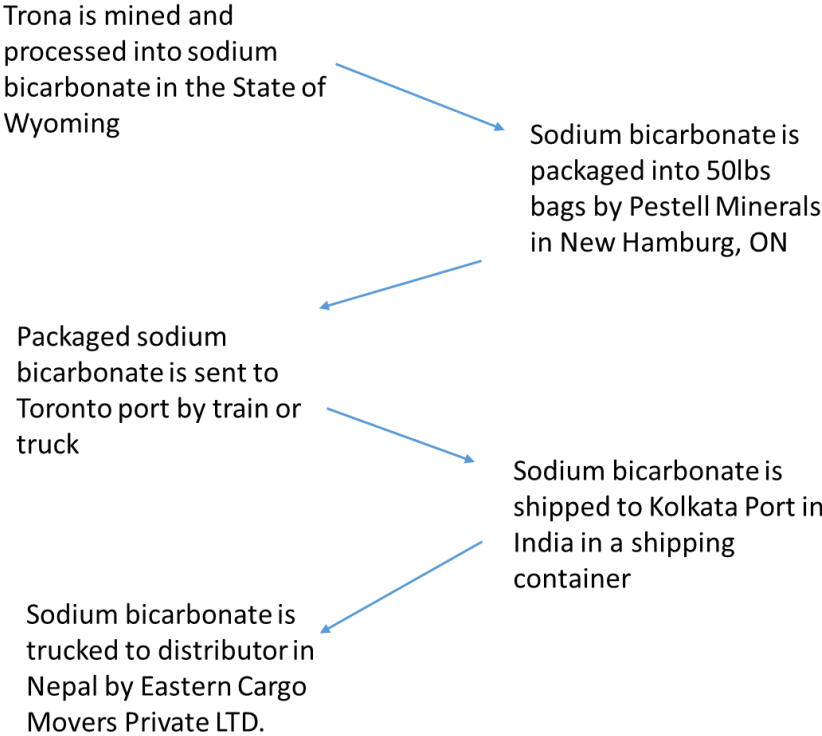 Trona is mined and
processed into sodium
bicarbonate in the State of
Wyoming
Sodium bicarbonate is
packaged into 50lbs
bags by Pestell Minerals
in New Hamburg, ON
Packaged sodium
bicarbonate is sent to
Toronto port by train or
truck
Sodium bicarbonate is
shipped to Kolkata Port in
India in a shipping
container
Sodium bicarbonate is
trucked to distributor in
Nepal by Eastern Cargo
Movers Private LTD.